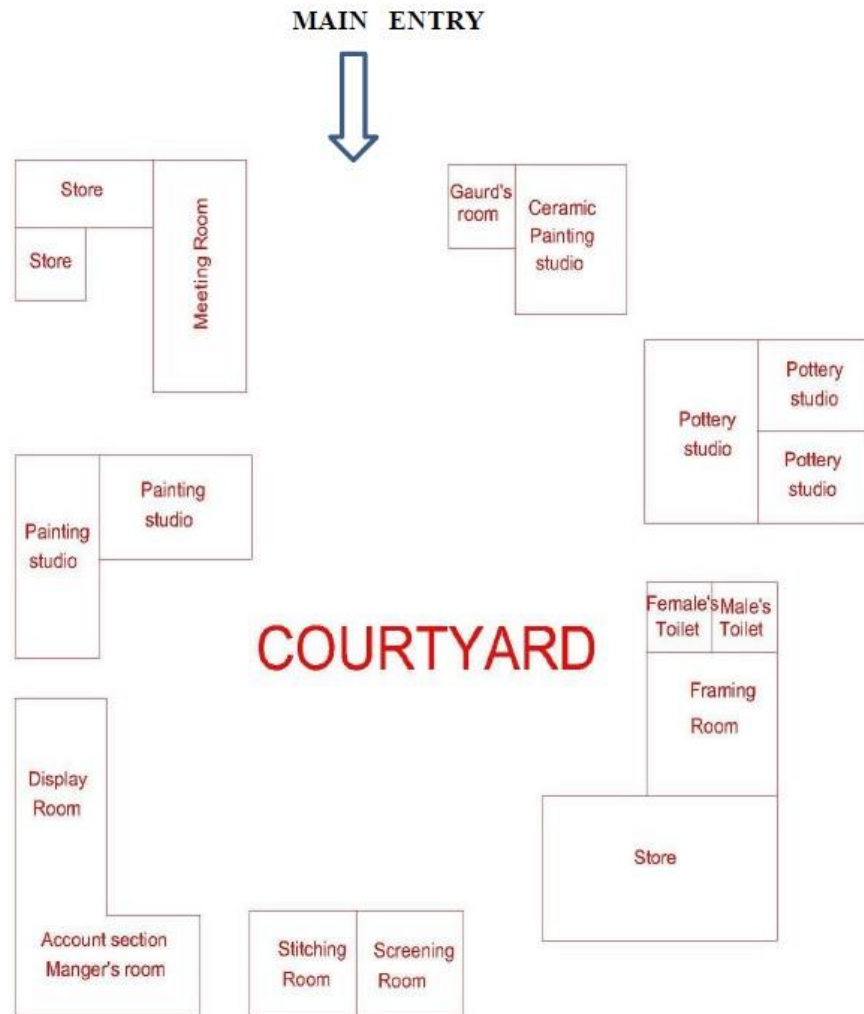 MAIN ENTRY
Store
Store
Meeting Room
Gaurd's
room
Ceramic
Painting
studio
Pottery
studio
Pottery
studio
Pottery
studio
Painting
studio
Painting
studio
COURTYARD
Female's
Toilet
Male's
Toilet
Framing
Room
Display
Room
Store
Account section
Manger's room
Stitching
Room
Screening
Room